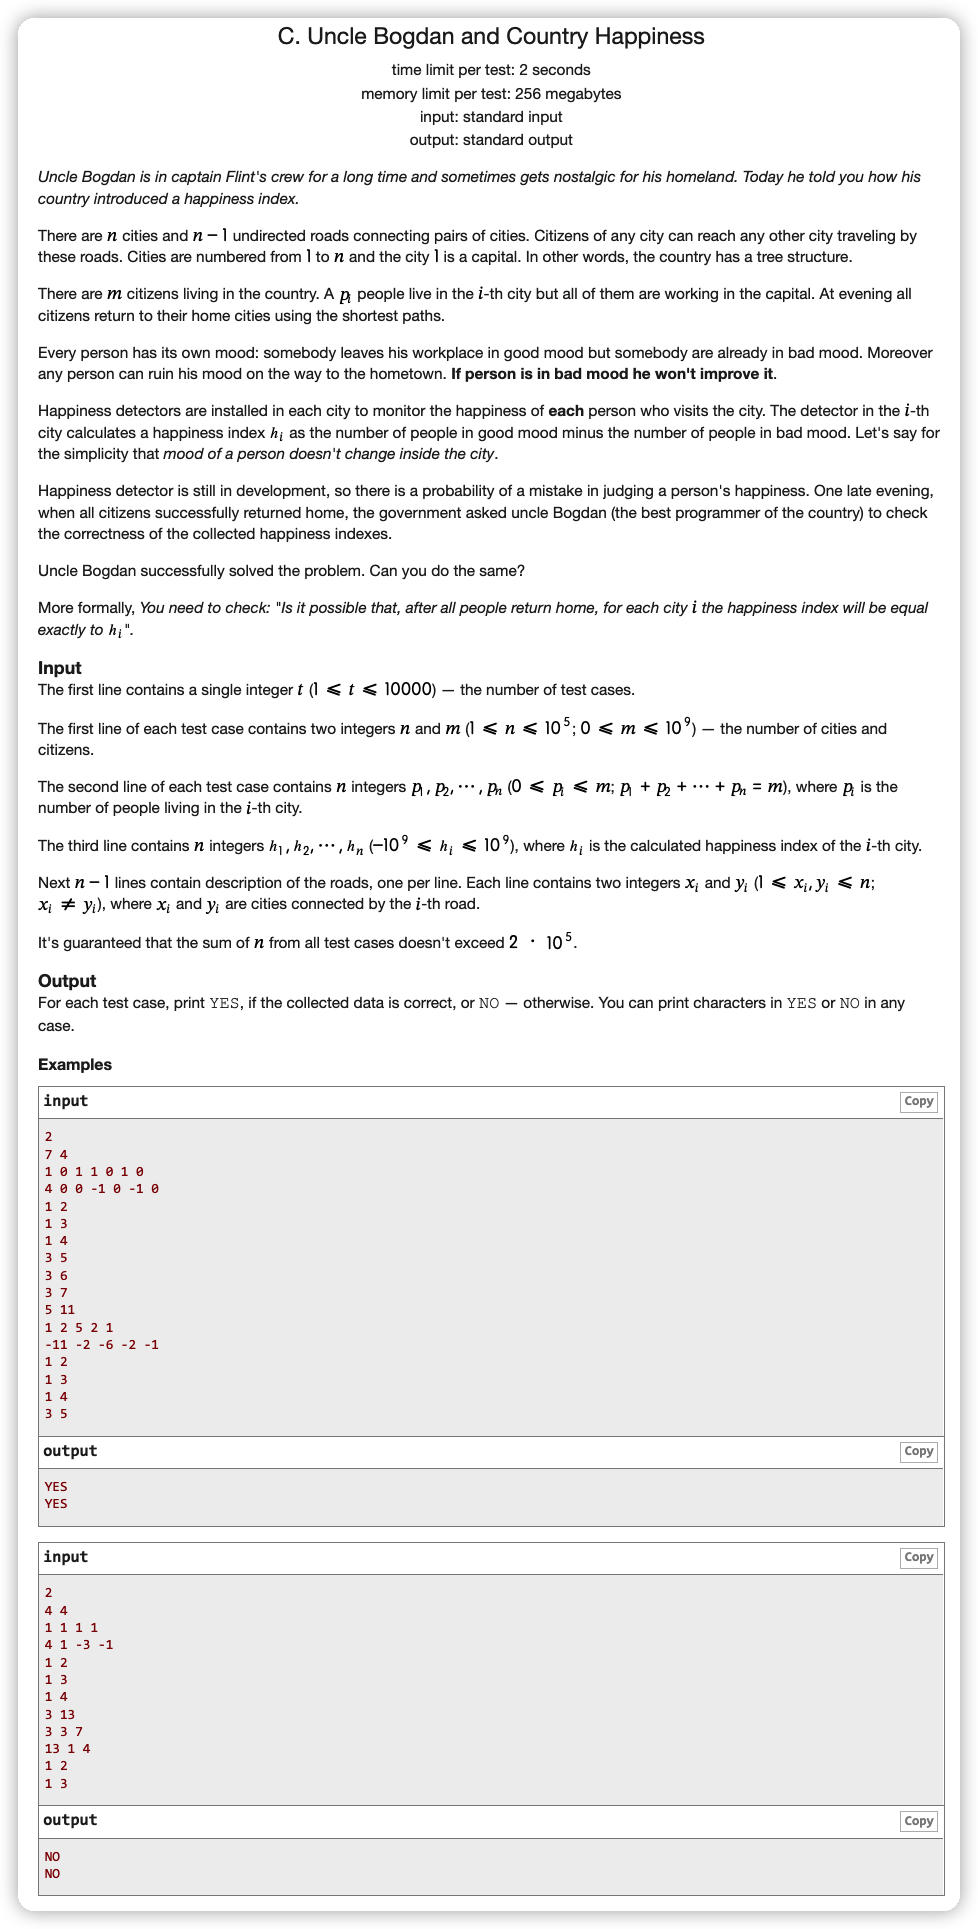 C. Uncle Bogdan and Country Happiness
time limit per test: 2 seconds
memory limit per test: 256 megabytes
input: standard input
output: standard output
Uncle Bogdan is in captain Flint's crew for a long time and sometimes gets nostalgic for his homeland. Today he told you how his
country introduced a happiness index.
There are n cities and n − 1 undirected roads connecting pairs of cities. Citizens of any city can reach any other city traveling by
these roads. Cities are numbered from 1 to n and the city 1 is a capital. In other words, the country has a tree structure.
There are m citizens living in the country. A p_i people live in the i-th city but all of them are working in the capital. At evening all
citizens return to their home cities using the shortest paths.
Every person has its own mood: somebody leaves his workplace in good mood but somebody are already in bad mood. Moreover
any person can ruin his mood on the way to the hometown. If person is in bad mood he won't improve it.
Happiness detectors are installed in each city to monitor the happiness of each person who visits the city. The detector in the i-th
city calculates a happiness index h_i as the number of people in good mood minus the number of people in bad mood. Let's say for
the simplicity that mood of a person doesn't change inside the city.
Happiness detector is still in development, so there is a probability of a mistake in judging a person's happiness. One late evening,
when all citizens successfully returned home, the government asked uncle Bogdan (the best programmer of the country) to check
the correctness of the collected happiness indexes.
Uncle Bogdan successfully solved the problem. Can you do the same?
More formally, You need to check: "Is it possible that, after all people return home, for each city i the happiness index will be equal
exactly to h_i".
Input
The first line contains a single integer t (1 ⩽ t ⩽ 10000) — the number of test cases.
The first line of each test case contains two integers n and m (1 ⩽ n ⩽ 10^5; 0 ⩽ m ⩽ 10^9) — the number of cities and
citizens.
The second line of each test case contains n integers p_1, p_2, ⋯, p_n (0 ⩽ p_i ⩽ m; p_1 + p_2 + ⋯ + p_n = m), where p_i is the
number of people living in the i-th city.
The third line contains n integers h_1, h_2, ⋯, h_n (−10^9 ⩽ h_i ⩽ 10^9), where h_i is the calculated happiness index of the i-th city.
Next n − 1 lines contain description of the roads, one per line. Each line contains two integers x_i and y_i (1 ⩽ x_i, y_i ⩽ n;
x_i ≠ y_i), where x_i and y_i are cities connected by the i-th road.
It's guaranteed that the sum of n from all test cases doesn't exceed 2 · 10^5.
Output
For each test case, print YES, if the collected data is correct, or NO — otherwise. You can print characters in YES or NO in any
case.
Examples
input Copy
2
7 4
1 0 1 1 0 1 0
4 0 0 -1 0 -1 0
1 2
1 3
1 4
3 5
3 6
3 7
5 11
1 2 5 2 1
-11 -2 -6 -2 -1
1 2
1 3
1 4
3 5
output Copy
YES
YES
input Copy
2
4 4
1 1 1 1
4 1 -3 -1
1 2
1 3
1 4
3 13
3 3 7
13 1 4
1 2
1 3
output Copy
NO
NO